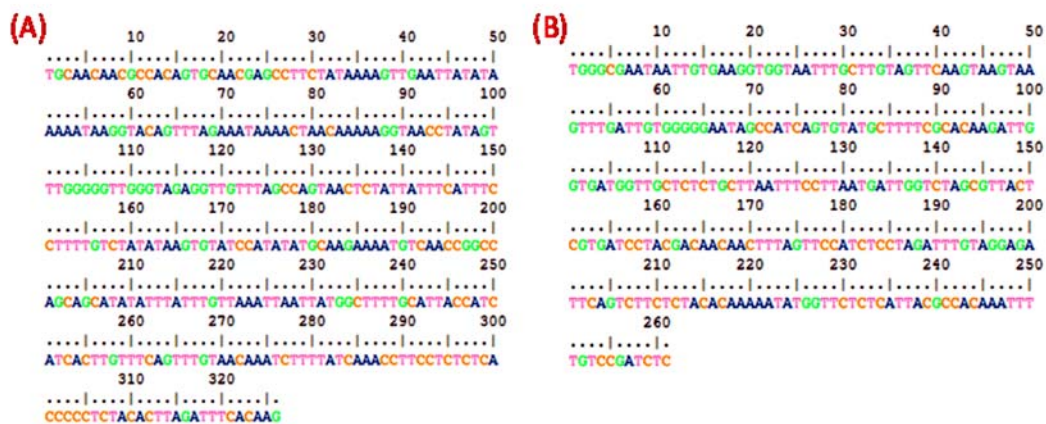 (A)
10 20 30 40 50
....|....|....|....|....|....|....|....|....|....|
TGCAACAACGCCACAGTGCAACGAGCCTTCTATAAAAGTTGAATTATATA
60 70 80 90 100
....|....|....|....|....|....|....|....|....|....|
AAAATAAGGTACAGTTTAGAAATAAAACTAACAAAAAGGTAACCTATAGT
110 120 130 140 150
....|....|....|....|....|....|....|....|....|....|
TTGGGGGTTGGGTAGAGGTTGTTTAGCCAGTAACTCTATTATTTCATTTC
160 170 180 190 200
....|....|....|....|....|....|....|....|....|....|
CTTTTGTCTATATAAGTGTATCCATATATGCAAGAAAATGTCAACCGGCC
210 220 230 240 250
....|....|....|....|....|....|....|....|....|....|
AGCAGCATATATTTATTTGTTAAATTAATTATGGCTTTTGCATTACCATC
260 270 280 290 300
....|....|....|....|....|....|....|....|....|....|
ATCACTTGTTTCAGTTTGTAACAAATCTTTTATCAAACCTTCCTCTCTCA
310 320
....|....|....|....|....|.
CCCCCTCTACACTTAGATTTCACAAG
(B)
10 20 30 40 50
....|....|....|....|....|....|....|....|....|....|
TGGGCGAATAATTGTGAAGGTGGTAATTTGCTTGTAGTTCAAGTAAGTAA
60 70 80 90 100
....|....|....|....|....|....|....|....|....|....|
GTTTGATTGTGGGGGAATAGCCATCAGTGTATGCTTTTCGCACAAGATTG
110 120 130 140 150
....|....|....|....|....|....|....|....|....|....|
GTGATGGTTGCTCTCTGCTTAATTTCCTTAATGATTGGTCTAGCGTTACT
160 170 180 190 200
....|....|....|....|....|....|....|....|....|....|
CGTGATCCTACGACAACAACTTTAGTTCCATCTCCTAGATTTGTAGGAGA
210 220 230 240 250
....|....|....|....|....|....|....|....|....|....|
TTCAGTCTTCTCTACACAAAAATATGGTTCTCTCATTACGCCACAAATTT
260
....|....|.
TGTCCGATCTC